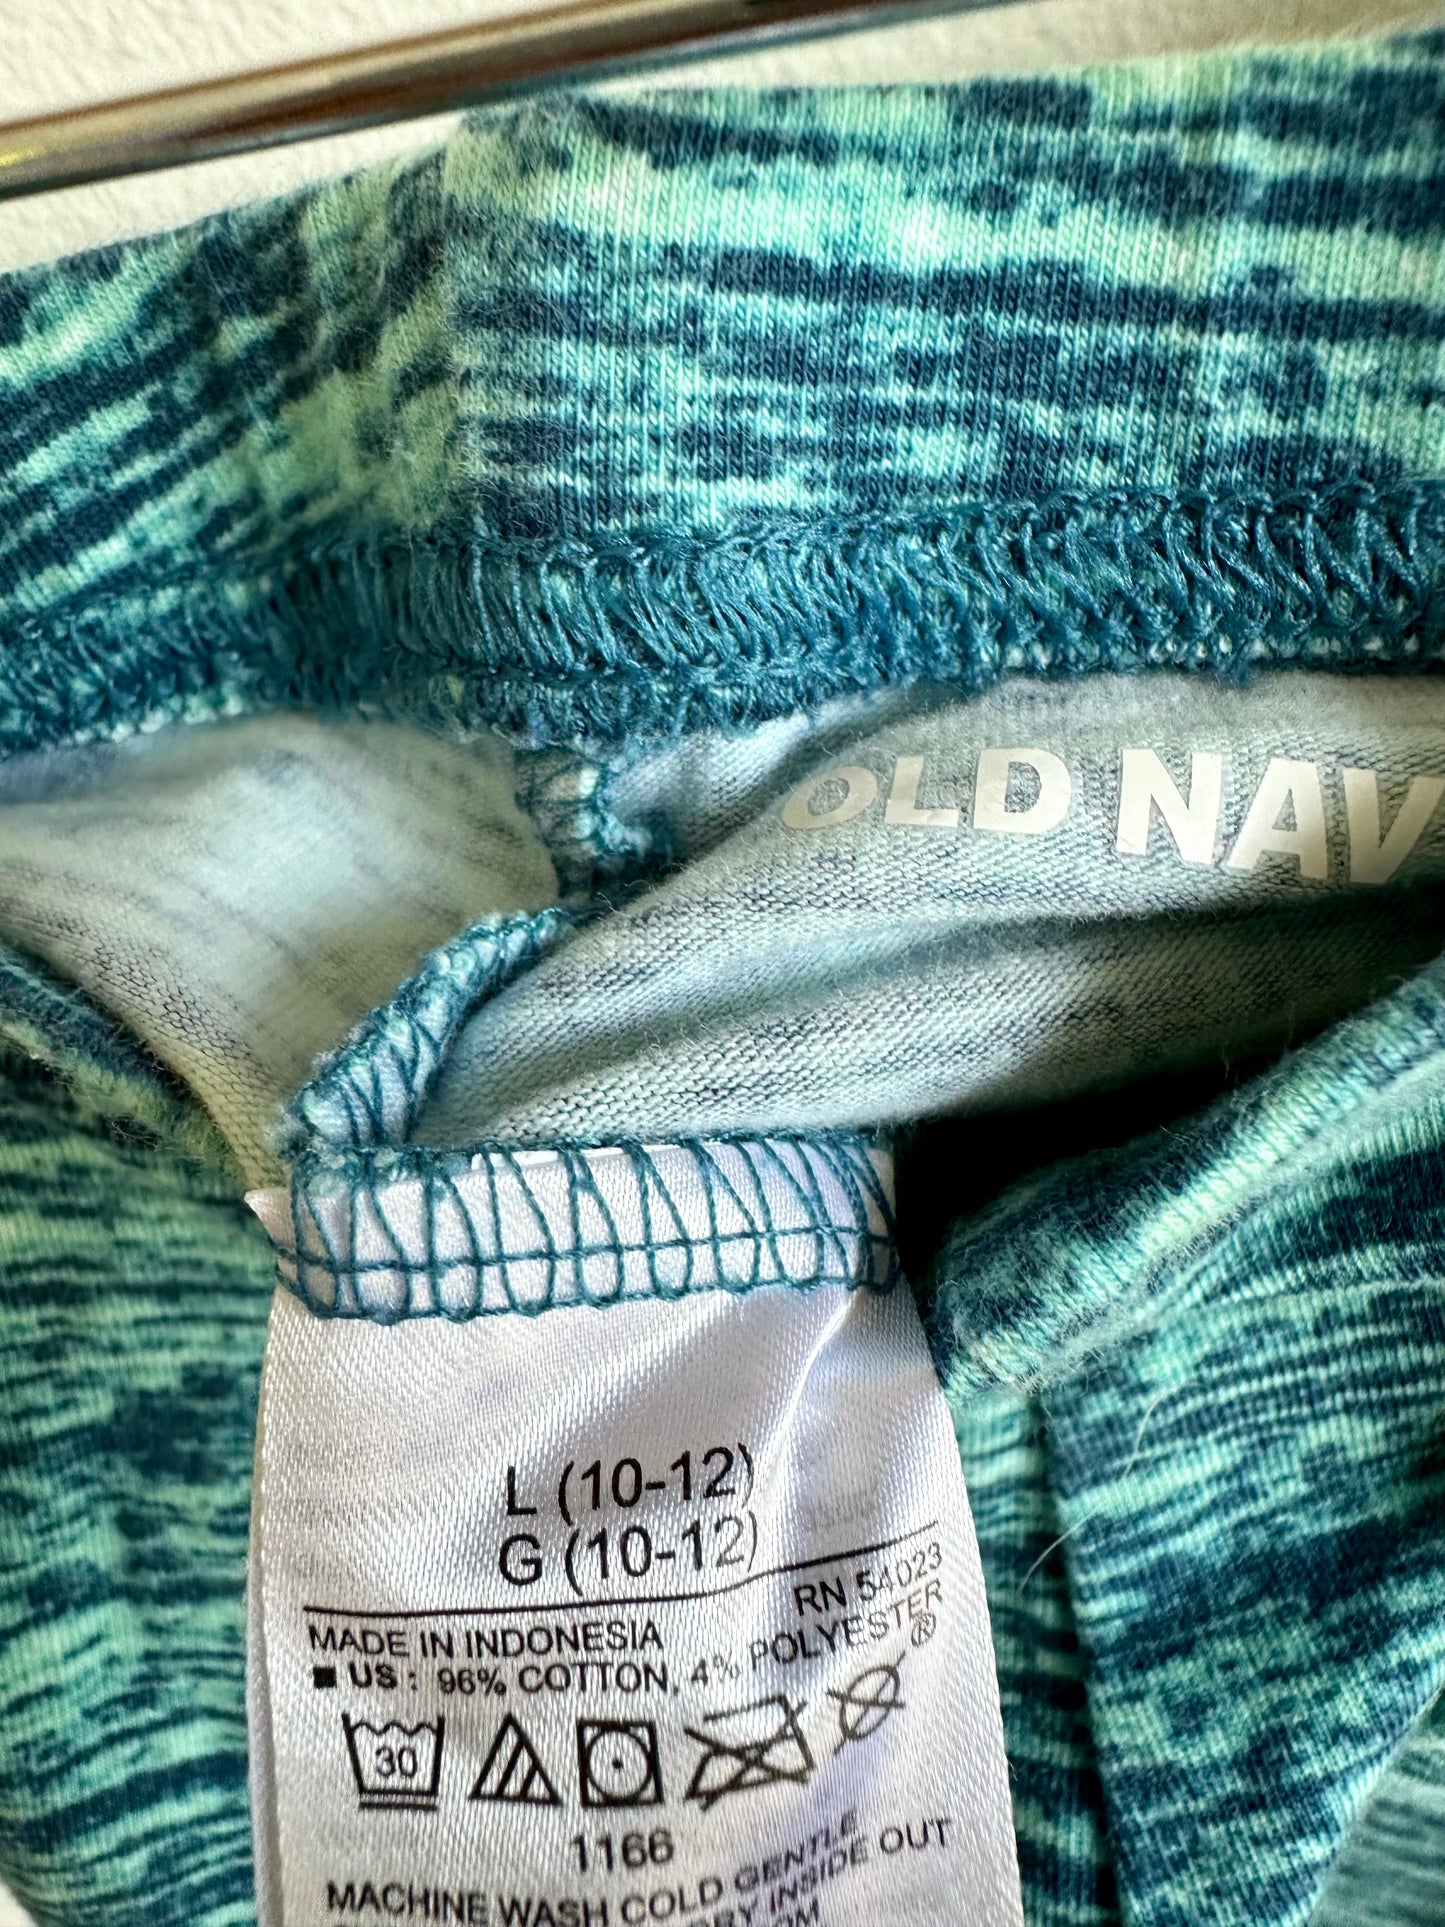 OLD NAV
L (10-12)
G (10-12)
RN 54023
MADE IN INDONESIA
US : 96% COTTON, 4% POLYESTER
®
30
1166
MACHINE WASH COLD GENTLE
DRY INSIDE OUT